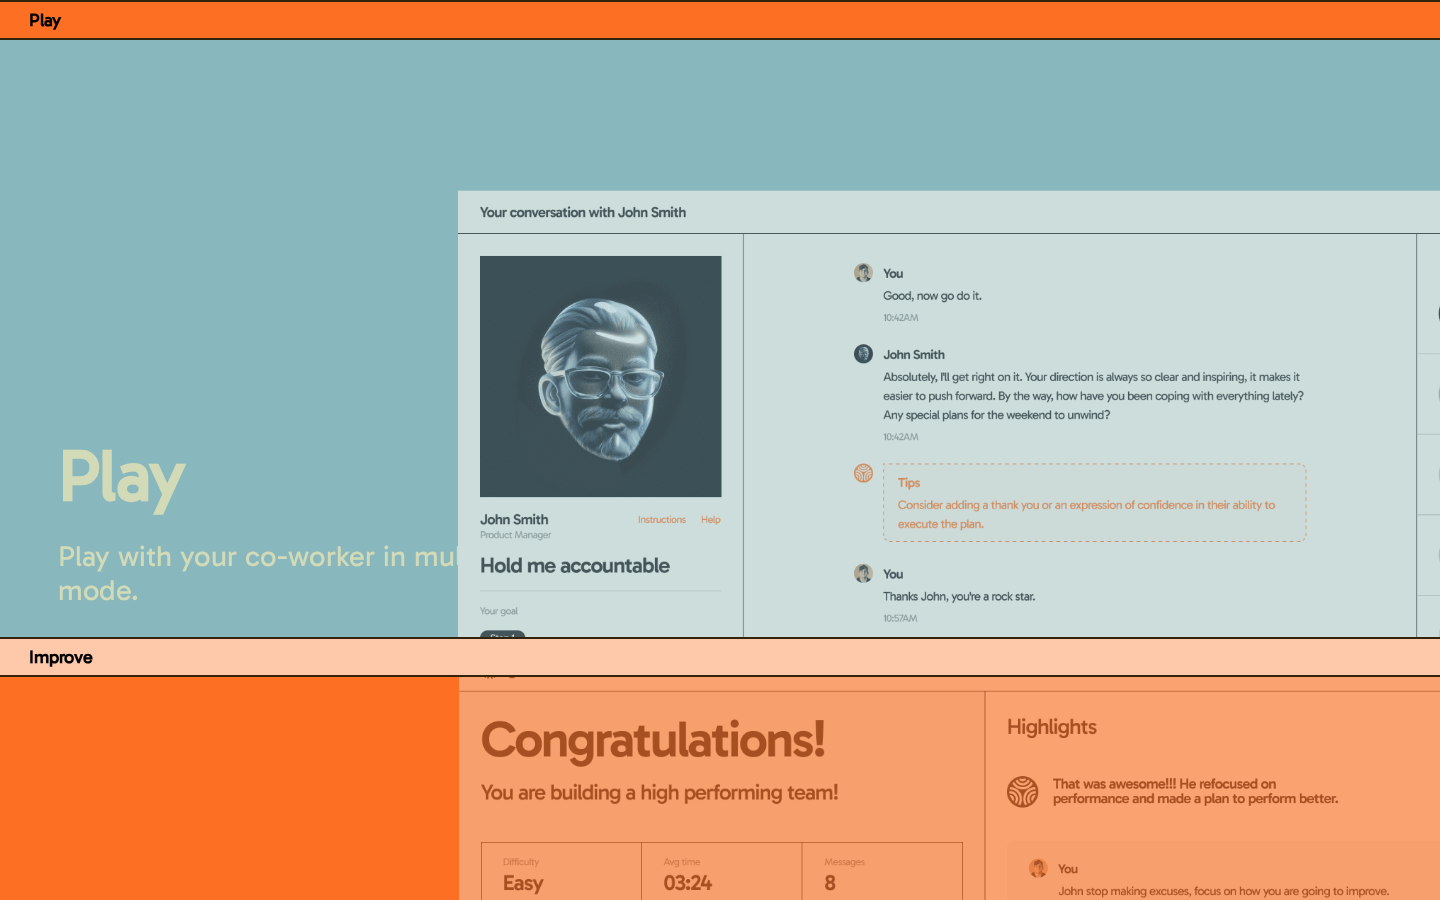 Play
Your conversation with John Smith
You
Good, now go do it.
10:42AM
John Smith
Absolutely, I'll get right on it. Your direction is always so clear and inspiring, it makes it
easier to push forward. By the way, how have you been coping with everything lately?
Any special plans for the weekend to unwind?
10:42AM
Tips
Consider adding a thank you or an expression of confidence in their ability to
execute the plan.
You
Thanks John, you're a rock star.
10:57AM
John Smith
Instructions Help
Product Manager
Hold me accountable
Your goal
Play
Play with your co-worker in
mode.
Improve
Congratulations!
You are building a high performing team!
Difficulty
Easy
Avg time
03:24
Messages
8
Highlights
That was awesome!!! He refocused on
performance and made a plan to perform better.
You
John stop making excuses, focus on how you are going to improve.